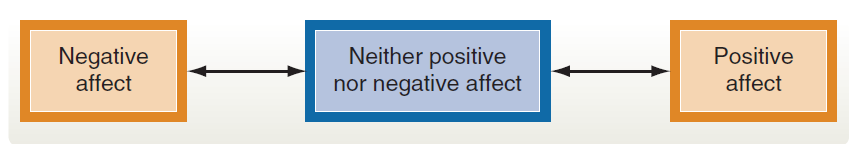 Negative
affect
Neither positive
nor negative affect
Positive
affect